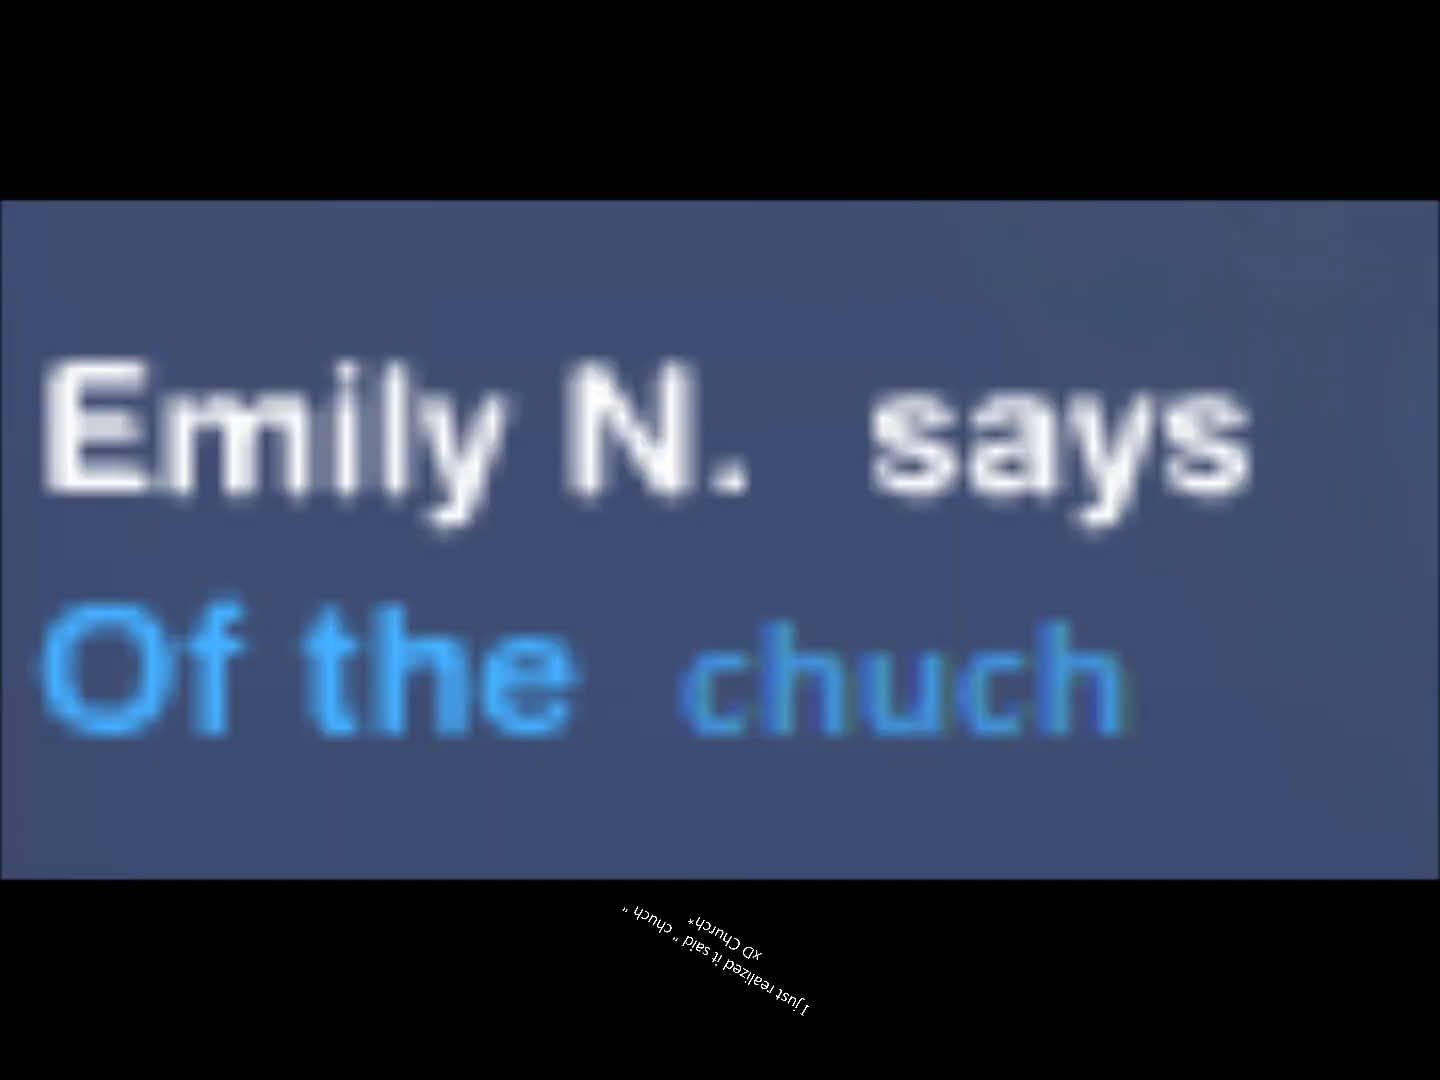 Emily N. says
Of the chuch
I just realized it said " chuch "
xD Church*